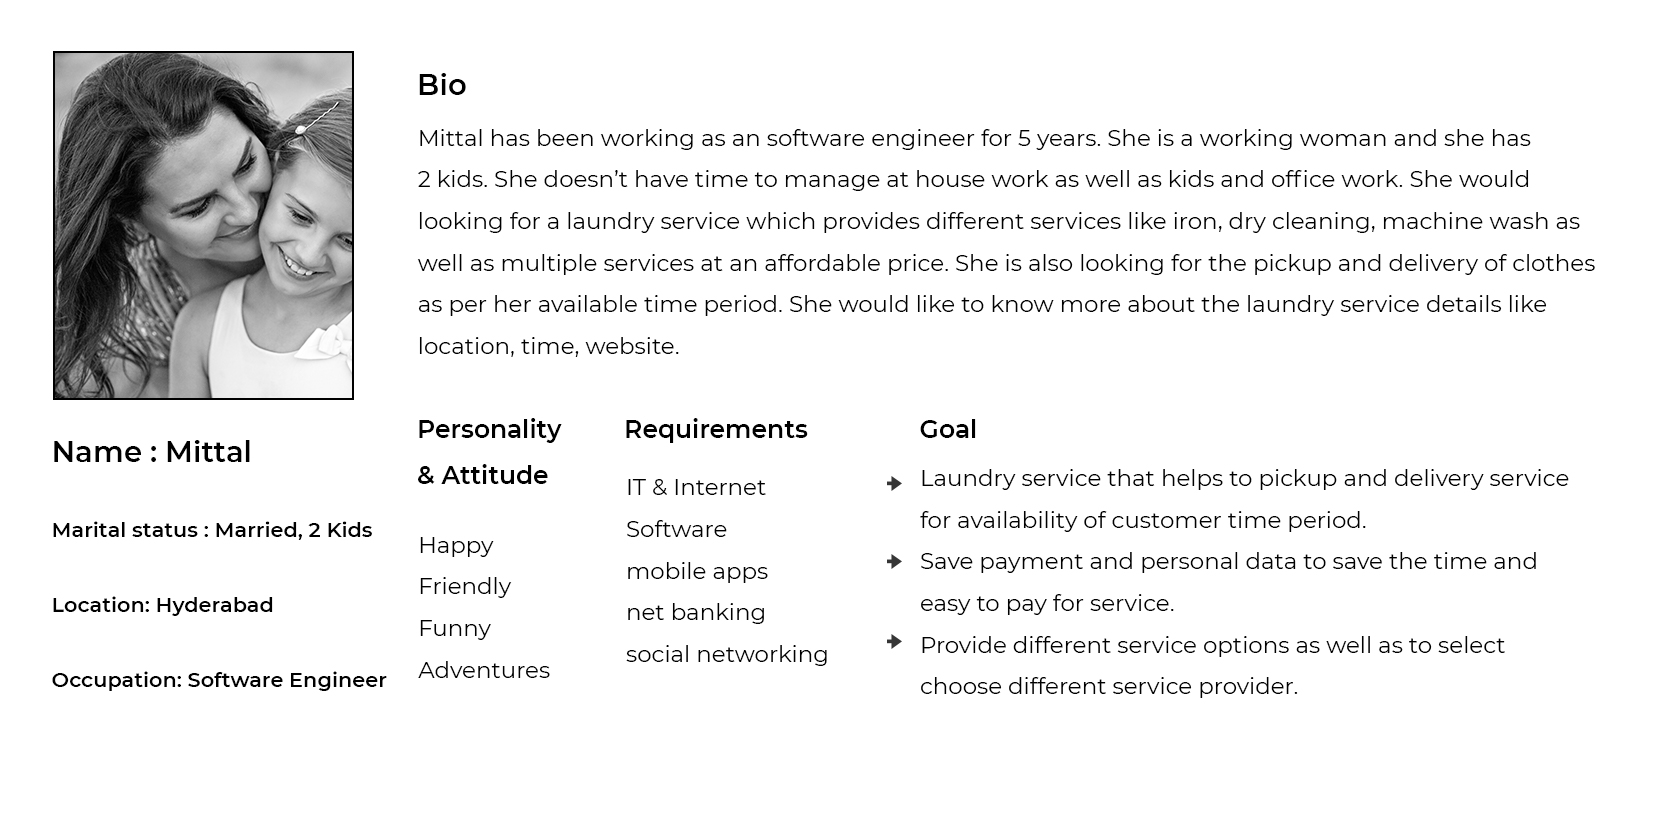 Bio
Mittal has been working as an software engineer for 5 years. She is a working woman and she has
2 kids. She doesn’t have time to manage at house work as well as kids and office work. She would
looking for a laundry service which provides different services like iron, dry cleaning, machine wash as
well as multiple services at an affordable price. She is also looking for the pickup and delivery of clothes
as per her available time period. She would like to know more about the laundry service details like
location, time, website.
Name : Mittal
Marital status : Married, 2 Kids
Location: Hyderabad
Occupation: Software Engineer
Personality
& Attitude
Happy
Friendly
Funny
Adventures
Requirements
IT & Internet
Software
mobile apps
net banking
social networking
Goal
Laundry service that helps to pickup and delivery service
for availability of customer time period.
Save payment and personal data to save the time and
easy to pay for service.
Provide different service options as well as to select
choose different service provider.